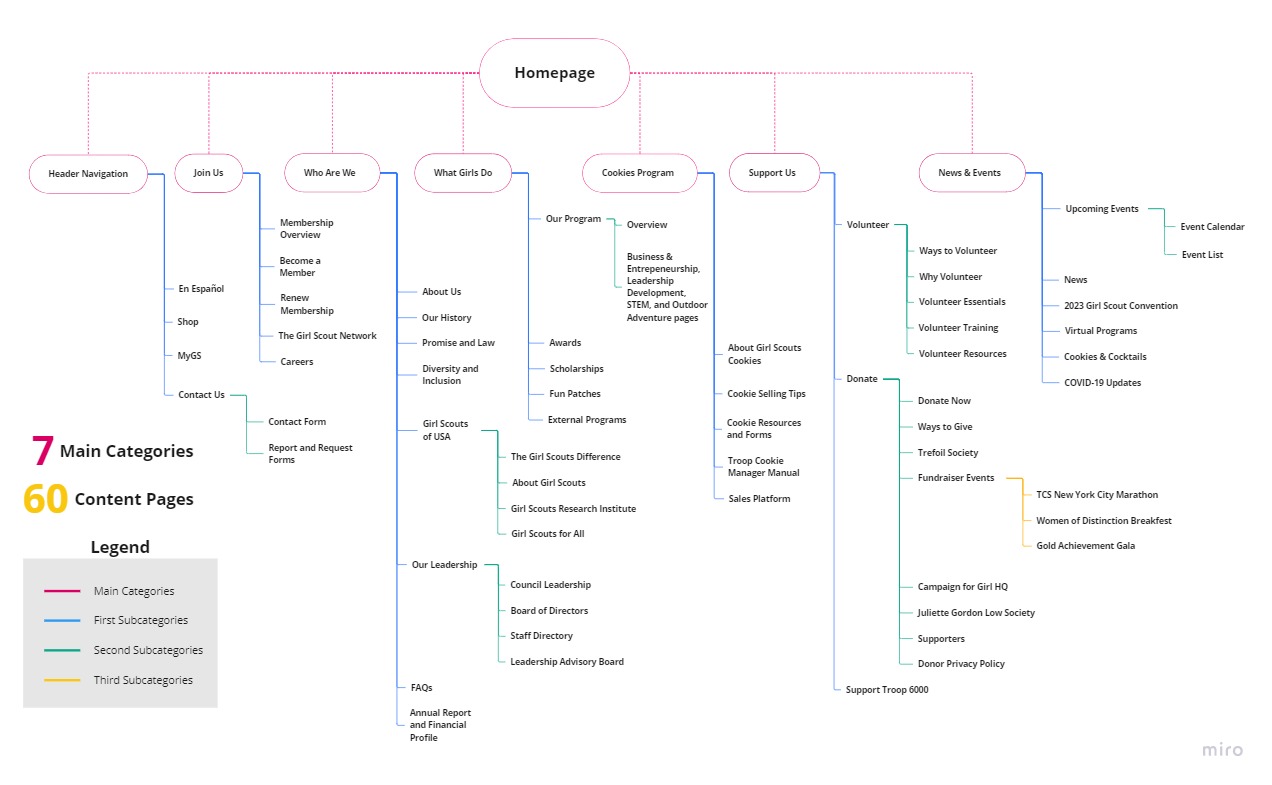 Homepage
Header Navigation
Join Us
Who Are We
What Girls Do
Cookies Program
Support Us
News & Events
En Español
Shop
MyGS
Contact Us
Contact Form
Report and Request
Forms
Membership
Overview
Become a
Member
Renew
Membership
The Girl Scout Network
Careers
About Us
Our History
Promise and Law
Diversity and
Inclusion
Girl Scouts
of USA
The Girl Scouts Difference
About Girl Scouts
Girl Scouts Research Institute
Girl Scouts for All
Our Leadership
Council Leadership
Board of Directors
Staff Directory
Leadership Advisory Board
FAQs
Annual Report
and Financial
Profile
Our Program
Overview
Business &
Entrepeneurship,
Leadership
Development,
STEM, and Outdoor
Adventure pages
Awards
Scholarships
Fun Patches
External Programs
About Girl Scouts
Cookies
Cookie Selling Tips
Cookie Resources
and Forms
Troop Cookie
Manager Manual
Sales Platform
Volunteer
Ways to Volunteer
Why Volunteer
Volunteer Essentials
Volunteer Training
Volunteer Resources
Donate
Donate Now
Ways to Give
Trefoil Society
Fundraiser Events
TCS New York City Marathon
Women of Distinction Breakfast
Gold Achievement Gala
Campaign for Girl HQ
Juliette Gordon Low Society
Supporters
Donor Privacy Policy
Support Troop 6000
Upcoming Events
Event Calendar
Event List
News
2023 Girl Scout Convention
Virtual Programs
Cookies & Cocktails
COVID-19 Updates
7 Main Categories
60 Content Pages
Legend
Main Categories
First Subcategories
Second Subcategories
Third Subcategories
miro